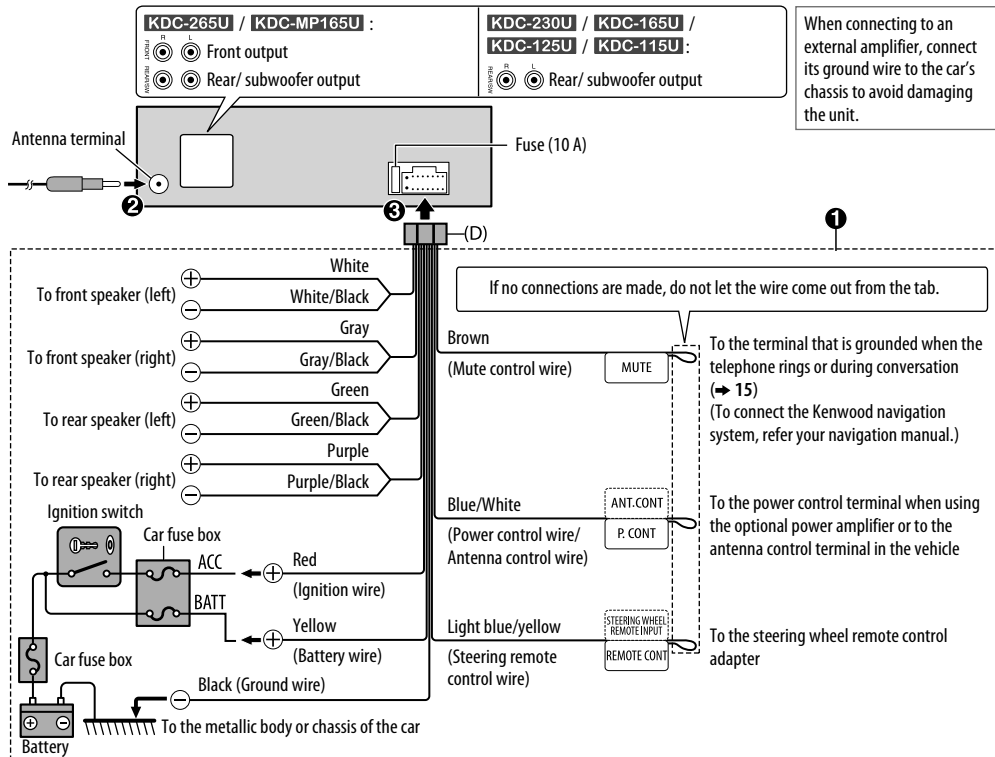 KDC-265U / KDC-MP165U :
R L
FRONT
Front output
REAR/SW
Rear/ subwoofer output
KDC-230U / KDC-165U /
KDC-125U / KDC-115U :
R L
REAR/SW
Rear/ subwoofer output
When connecting to an
external amplifier, connect
its ground wire to the car's
chassis to avoid damaging
the unit.
Antenna terminal
Fuse (10 A)
2
3
(D)
1
White
To front speaker (left)
White/Black
Gray
To front speaker (right)
Gray/Black
Green
To rear speaker (left)
Green/Black
Purple
To rear speaker (right)
Purple/Black
If no connections are made, do not let the wire come out from the tab.
Brown
(Mute control wire)
MUTE
To the terminal that is grounded when the
telephone rings or during conversation
(➜ 15)
(To connect the Kenwood navigation
system, refer your navigation manual.)
Blue/White
(Power control wire/
Antenna control wire)
ANT.CONT
P. CONT
To the power control terminal when using
the optional power amplifier or to the
antenna control terminal in the vehicle
Light blue/yellow
(Steering remote
control wire)
STEERING WHEEL
REMOTE INPUT
REMOTE CONT
To the steering wheel remote control
adapter
Ignition switch
Car fuse box
ACC
Red
(Ignition wire)
BATT
Yellow
(Battery wire)
Car fuse box
Black (Ground wire)
To the metallic body or chassis of the car
Battery